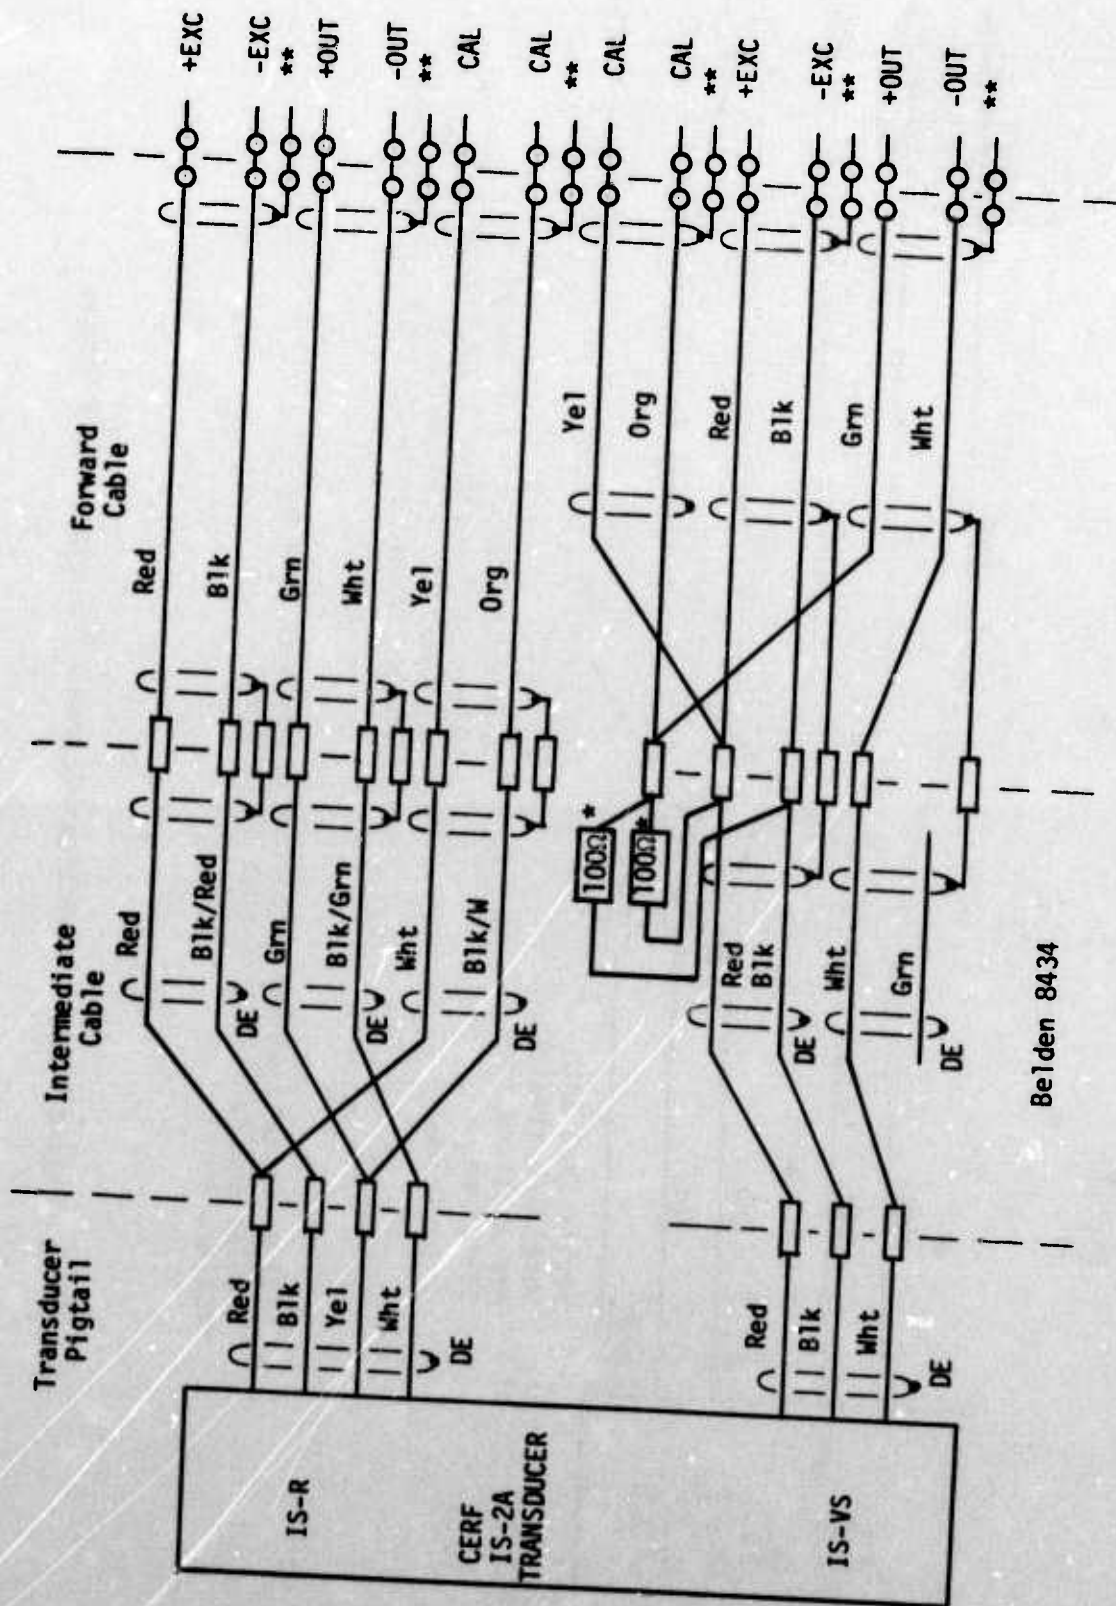 Transducer
Pigtail
Intermediate
Cable
Forward
Cable
CERF
IS-2A
TRANSDUCER
IS-R
IS-VS
Red
Blk
Yel
Wht
DE
Red
Blk/Red
DE
Grn
Blk/Grn
DE
Wht
Blk/W
DE
Red
Blk
Grn
Wht
Yel
Org
+EXC
-EXC
**
+OUT
-OUT
**
CAL
CAL
**
CAL
CAL
**
+EXC
-EXC
**
+OUT
-OUT
**
Red
Blk
Wht
DE
100Ω *
100Ω *
Red
Blk
DE
Wht
Grn
DE
Yel
Org
Red
Blk
Grn
Wht
Belden 8434